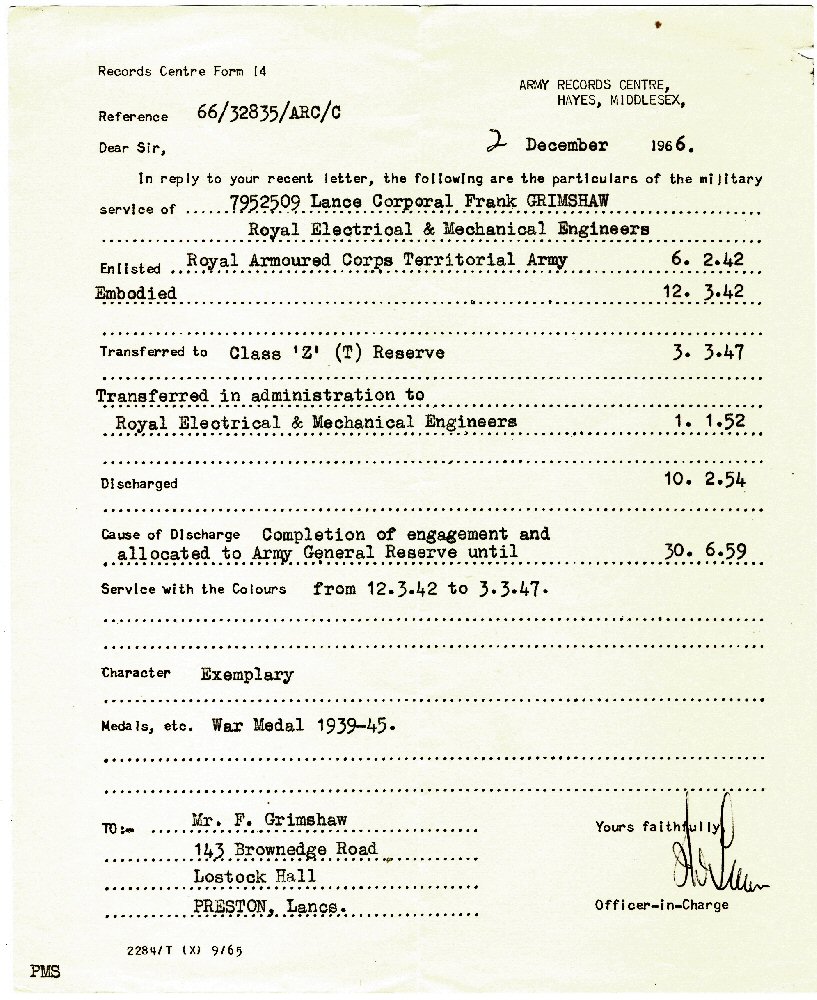 Records Centre Form 14
ARMY RECORDS CENTRE,
HAYES, MIDDLESEX,
Reference 66/32835/ARC/C
Dear Sir,
2 December 1966.
In reply to your recent letter, the following are the particulars of the military
service of ......7952509 Lance Corporal Frank GRIMSHAW
Royal Electrical & Mechanical Engineers
Enlisted ..Royal Armoured Corps Territorial Army 6. 2.42
Embodied 12. 3.42
Transferred to Class 'Z' (T) Reserve 3. 3.47
Transferred in administration to
Royal Electrical & Mechanical Engineers 1. 1.52
Discharged 10. 2.54
Cause of Discharge Completion of engagement and
allocated to Army General Reserve until 30. 6.59
Service with the Colours from 12.3.42 to 3.3.47.
Character Exemplary
Medals, etc. War Medal 1939-45.
TO:- Mr. F. Grimshaw
143 Brownedge Road
Lostock Hall
PRESTON, Lancs.
Yours faithfully
Officer-in-Charge
2284/T (X) 9/65
PMS